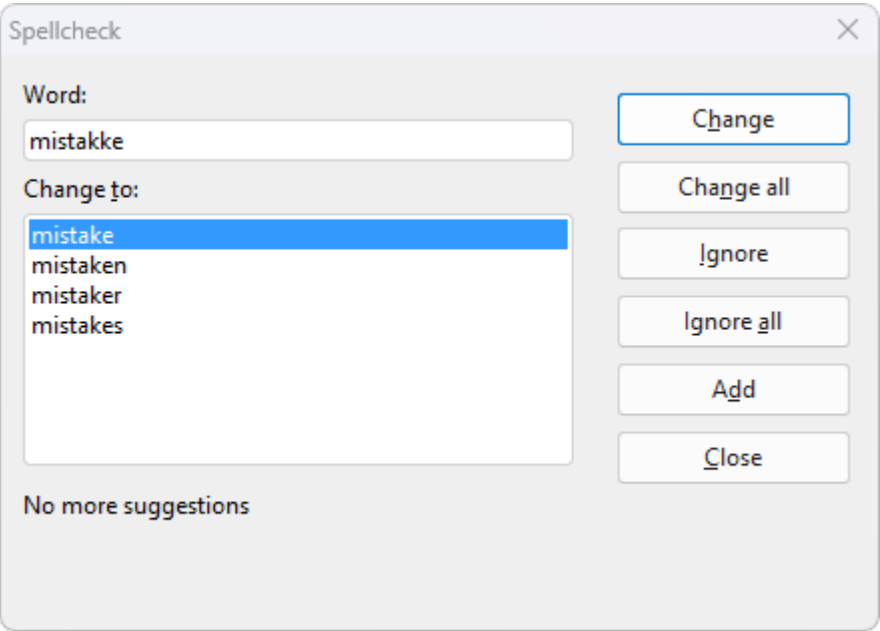 Spellcheck
Word:
mistakke
Change to:
mistake
mistaken
mistaker
mistakes
No more suggestions
Change
Change all
Ignore
Ignore all
Add
Close